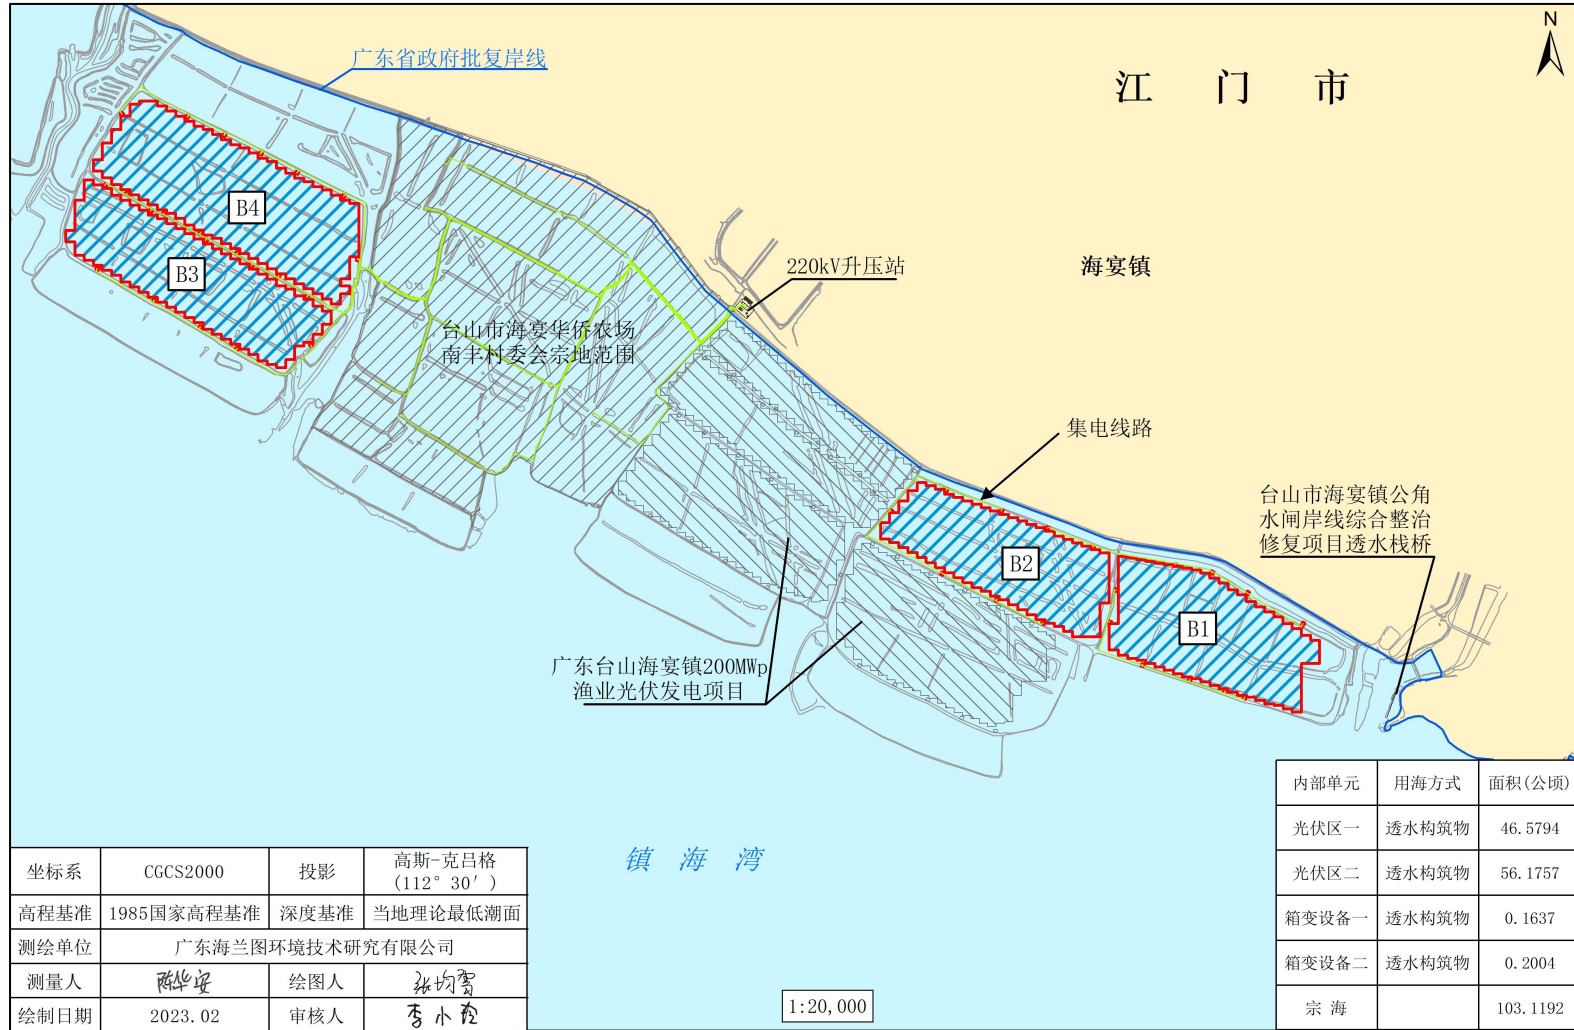 N
广东省政府批复岸线
江 门 市
B4
220kV升压站
海宴镇
B3
台山市海宴华侨农场
南丰村委会宗地范围
集电线路
台山市海宴镇公角
水闸岸线综合整治
修复项目透水栈桥
B2
B1
广东台山海宴镇200MWp
渔业光伏发电项目
镇 海 湾
内部单元 用海方式 面积(公顷)
光伏区一 透水构筑物 46.5794
光伏区二 透水构筑物 56.1757
箱变设备一 透水构筑物 0.1637
箱变设备二 透水构筑物 0.2004
宗 海 103.1192
坐标系 CGCS2000 投影 高斯-克吕格
(112° 30′ )
高程基准 1985国家高程基准 深度基准 当地理论最低潮面
测绘单位 广东海兰图环境技术研究有限公司
测量人 陈华安 绘图人
绘制日期 2023.02 审核人
1:20,000